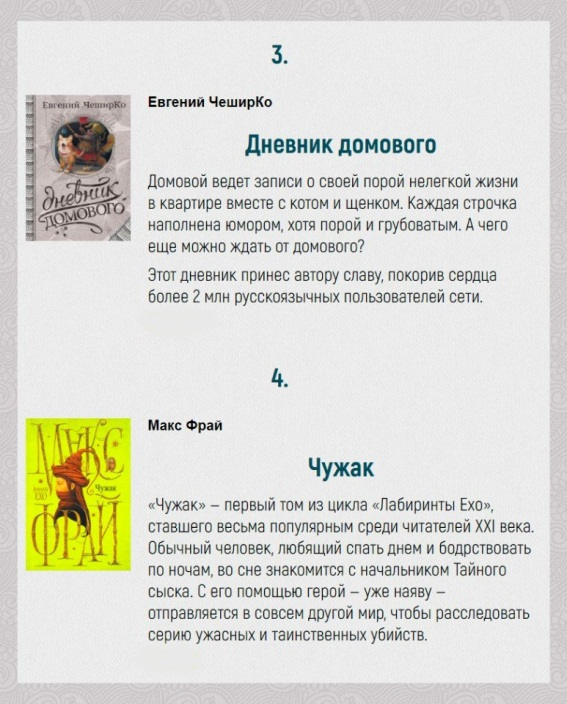 3.
Евгений ЧеширКо
дневник
ДОМОВОГО
Евгений ЧеширКо
Дневник домового
Домовой ведет записи о своей порой нелегкой жизни
в квартире вместе с котом и щенком. Каждая строчка
наполнена юмором, хотя порой и грубоватым. А чего
еще можно ждать от домового?
Этот дневник принес автору славу, покорив сердца
более 2 млн русскоязычных пользователей сети.
4.
МАКС
Чужак
ФРАЙ
Макс Фрай
Чужак
«Чужак» – первый том из цикла «Лабиринты Ехо»,
ставшего весьма популярным среди читателей XXI века.
Обычный человек, любящий спать днем и бодрствовать
по ночам, во сне знакомится с начальником Тайного
сыска. С его помощью герой – уже наяву –
отправляется в совсем другой мир, чтобы расследовать
серию ужасных и таинственных убийств.